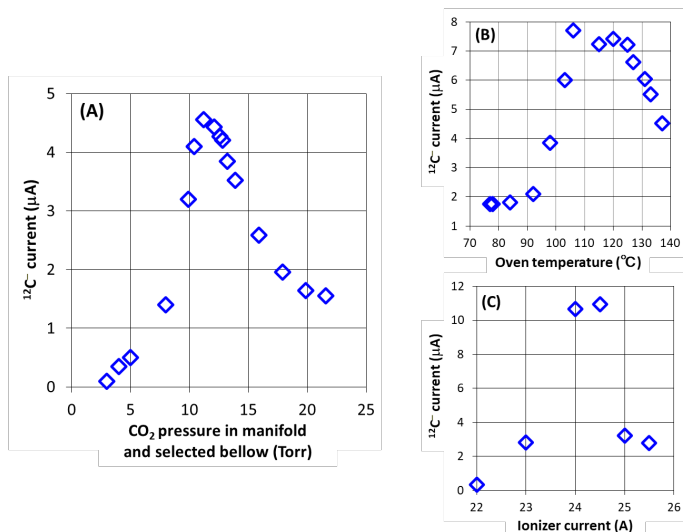 (A)
¹²C⁻ current (μA)
5
4
3
2
1
0
0 5 10 15 20 25
CO₂ pressure in manifold
and selected bellow (Torr)
(B)
¹²C⁻ current (μA)
8
7
6
5
4
3
2
1
70 80 90 100 110 120 130 140
Oven temperature (°C)
(C)
¹²C⁻ current (μA)
12
10
8
6
4
2
0
22 23 24 25 26
Ionizer current (A)